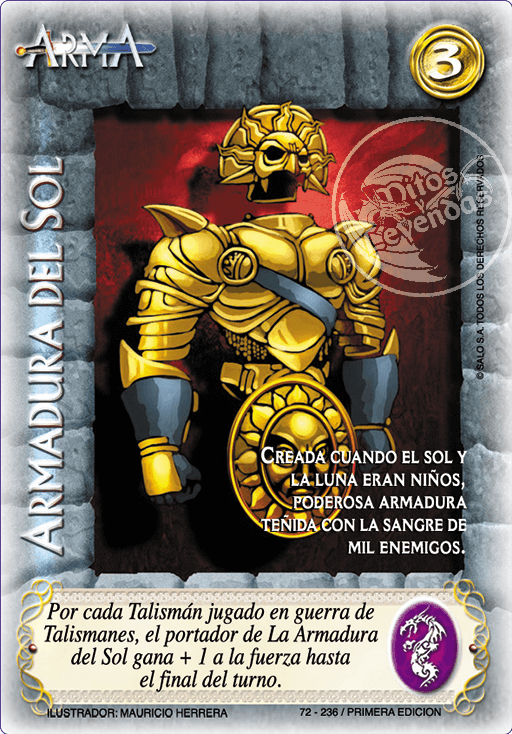 ARMA
3
ARMADURA DEL SOL
Mitos
y Leyendas
© SALO S.A. TODOS LOS DERECHOS RESERVADOS
CREADA CUANDO EL SOL Y
LA LUNA ERAN NIÑOS,
PODEROSA ARMADURA
TEÑIDA CON LA SANGRE DE
MIL ENEMIGOS.
Por cada Talismán jugado en guerra de
Talismanes, el portador de La Armadura
del Sol gana + 1 a la fuerza hasta
el final del turno.
ILUSTRADOR: MAURICIO HERRERA
72 - 236 / PRIMERA EDICION